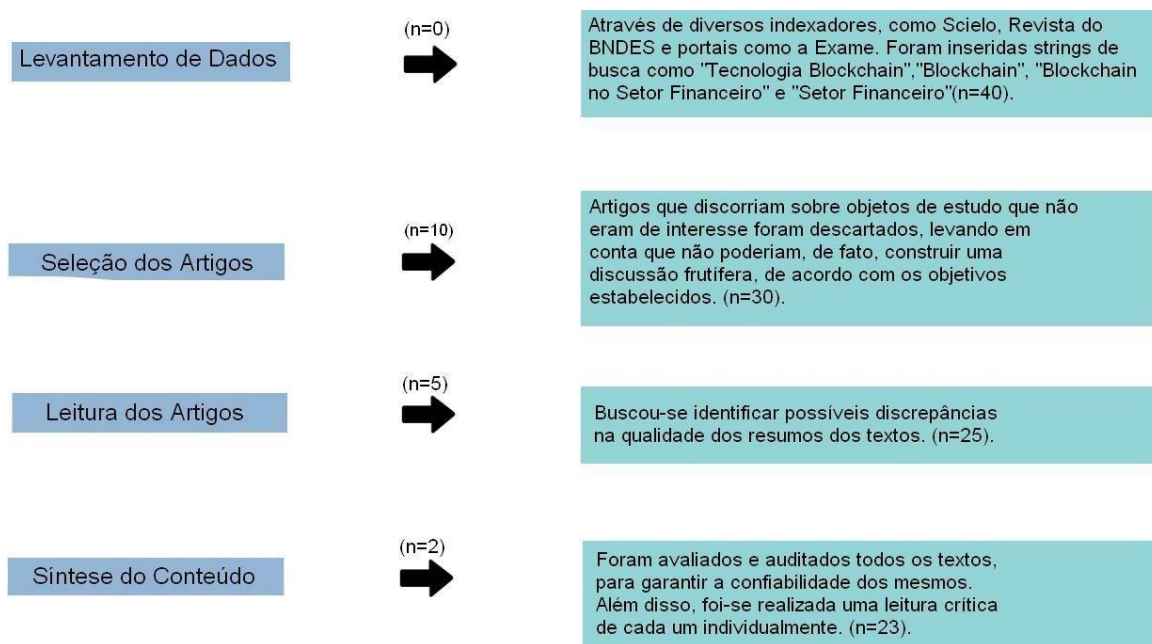 Levantamento de Dados
(n=0)
Através de diversos indexadores, como Scielo, Revista do
BNDES e portais como a Exame. Foram inseridas strings de
busca como "Tecnologia Blockchain","Blockchain", "Blockchain
no Setor Financeiro" e "Setor Financeiro"(n=40).
Seleção dos Artigos
(n=10)
Artigos que discorriam sobre objetos de estudo que não
eram de interesse foram descartados, levando em
conta que não poderiam, de fato, construir uma
discussão frutífera, de acordo com os objetivos
estabelecidos. (n=30).
Leitura dos Artigos
(n=5)
Buscou-se identificar possíveis discrepâncias
na qualidade dos resumos dos textos. (n=25).
Síntese do Conteúdo
(n=2)
Foram avaliados e auditados todos os textos,
para garantir a confiabilidade dos mesmos.
Além disso, foi-se realizada uma leitura crítica
de cada um individualmente. (n=23).